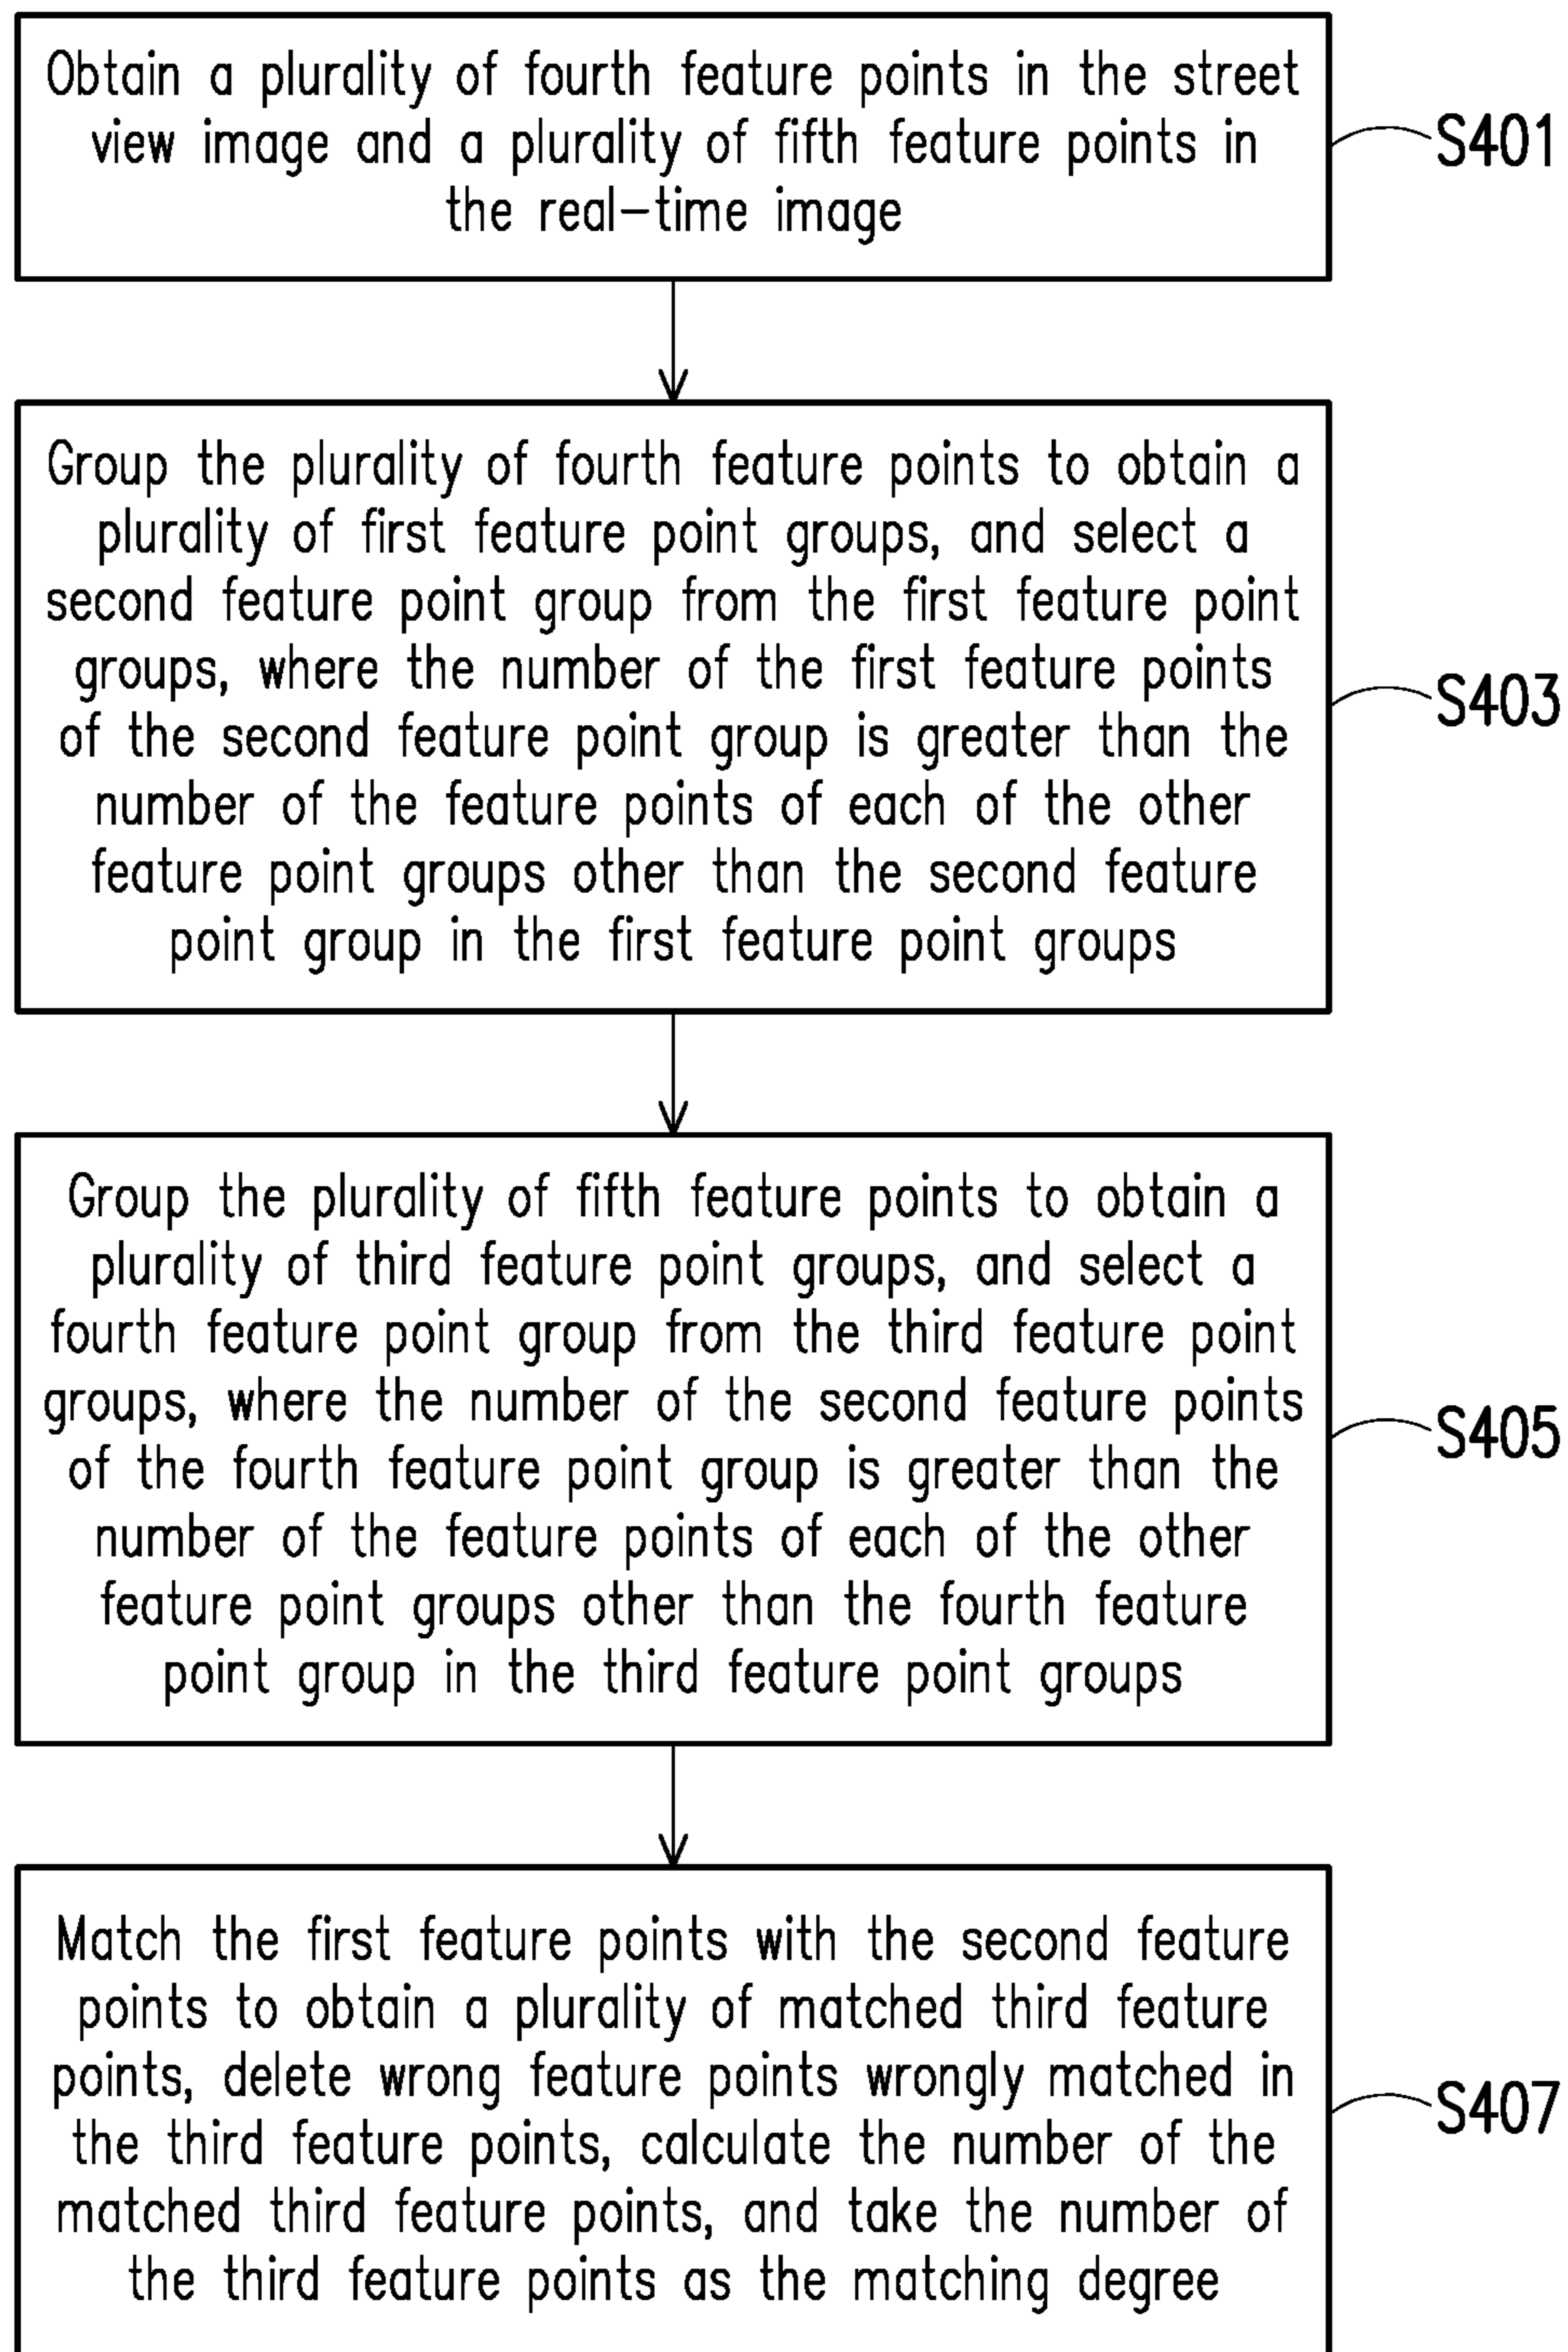 Obtain a plurality of fourth feature points in the street
view image and a plurality of fifth feature points in
the real-time image
S401
Group the plurality of fourth feature points to obtain a
plurality of first feature point groups, and select a
second feature point group from the first feature point
groups, where the number of the first feature points
of the second feature point group is greater than the
number of the feature points of each of the other
feature point groups other than the second feature
point group in the first feature point groups
S403
Group the plurality of fifth feature points to obtain a
plurality of third feature point groups, and select a
fourth feature point group from the third feature point
groups, where the number of the second feature points
of the fourth feature point group is greater than the
number of the feature points of each of the other
feature point groups other than the fourth feature
point group in the third feature point groups
S405
Match the first feature points with the second feature
points to obtain a plurality of matched third feature
points, delete wrong feature points wrongly matched in
the third feature points, calculate the number of the
matched third feature points, and take the number of
the third feature points as the matching degree
S407